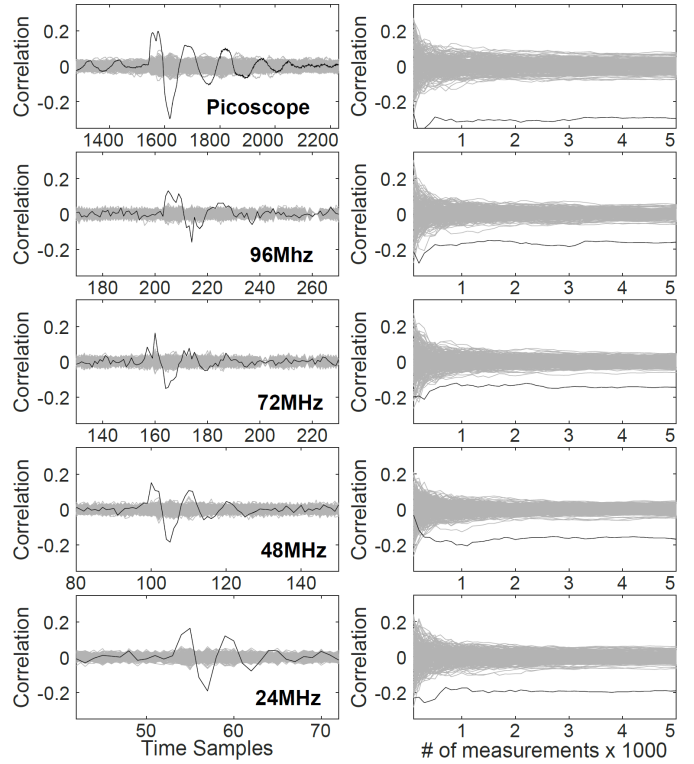 Correlation 0.2 0 -0.2 Picoscope 1400 1600 1800 2000 2200
Correlation 0.2 0 -0.2 1 2 3 4 5
Correlation 0.2 0 -0.2 96Mhz 180 200 220 240 260
Correlation 0.2 0 -0.2 1 2 3 4 5
Correlation 0.2 0 -0.2 72MHz 140 160 180 200 220
Correlation 0.2 0 -0.2 1 2 3 4 5
Correlation 0.2 0 -0.2 48MHz 80 100 120 140
Correlation 0.2 0 -0.2 1 2 3 4 5
Correlation 0.2 0 -0.2 24MHz 50 60 70
Time Samples
Correlation 0.2 0 -0.2 1 2 3 4 5
# of measurements x 1000